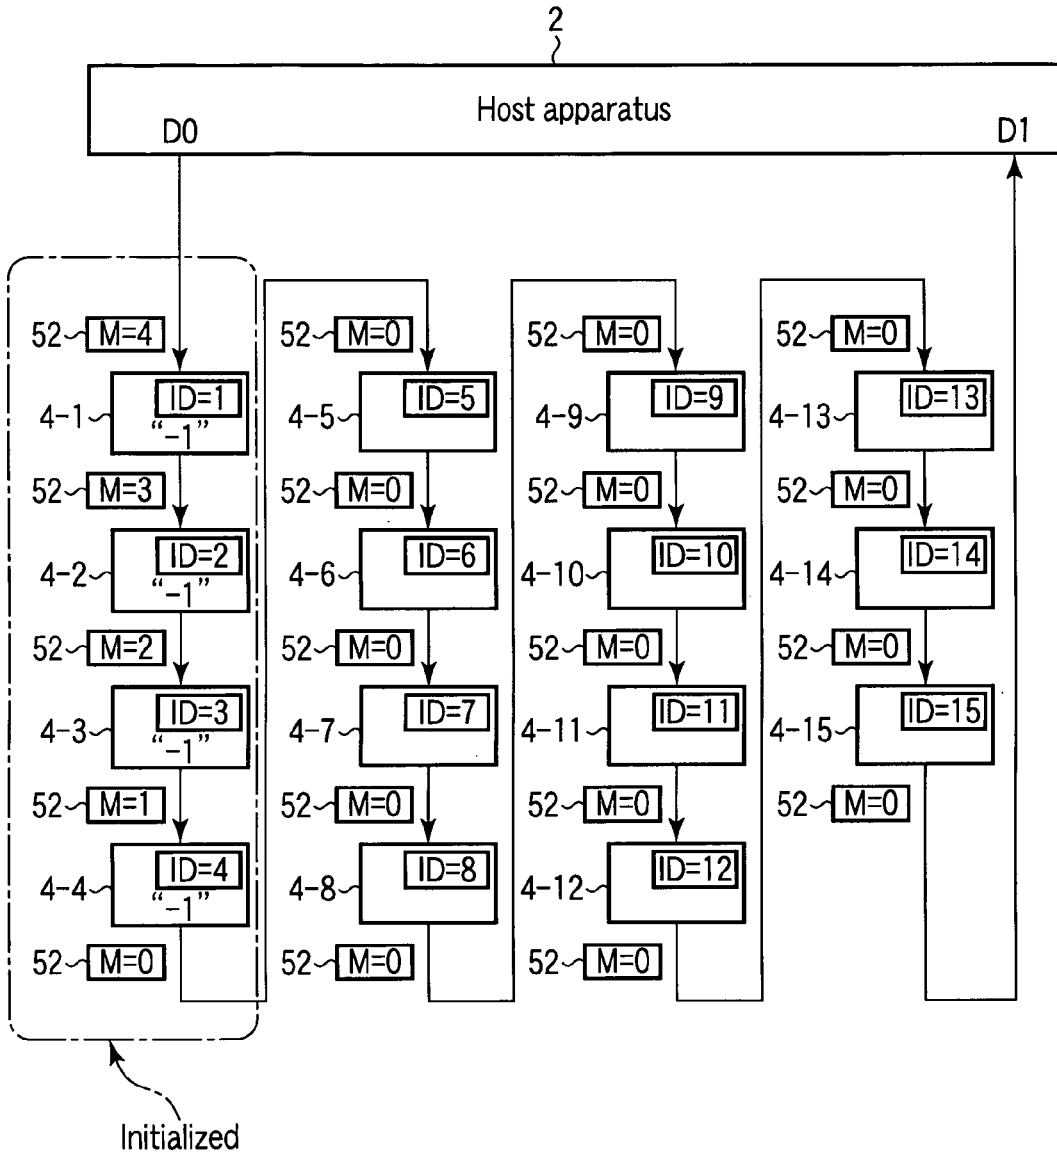 2
Host apparatus
D0
D1
52 M=4
4-1 ID=1
“-1”
52 M=3
4-2 ID=2
“-1”
52 M=2
4-3 ID=3
“-1”
52 M=1
4-4 ID=4
“-1”
52 M=0
Initialized
52 M=0
4-5 ID=5
52 M=0
4-6 ID=6
52 M=0
4-7 ID=7
52 M=0
4-8 ID=8
52 M=0
52 M=0
4-9 ID=9
52 M=0
4-10 ID=10
52 M=0
4-11 ID=11
52 M=0
4-12 ID=12
52 M=0
52 M=0
4-13 ID=13
52 M=0
4-14 ID=14
52 M=0
4-15 ID=15
52 M=0